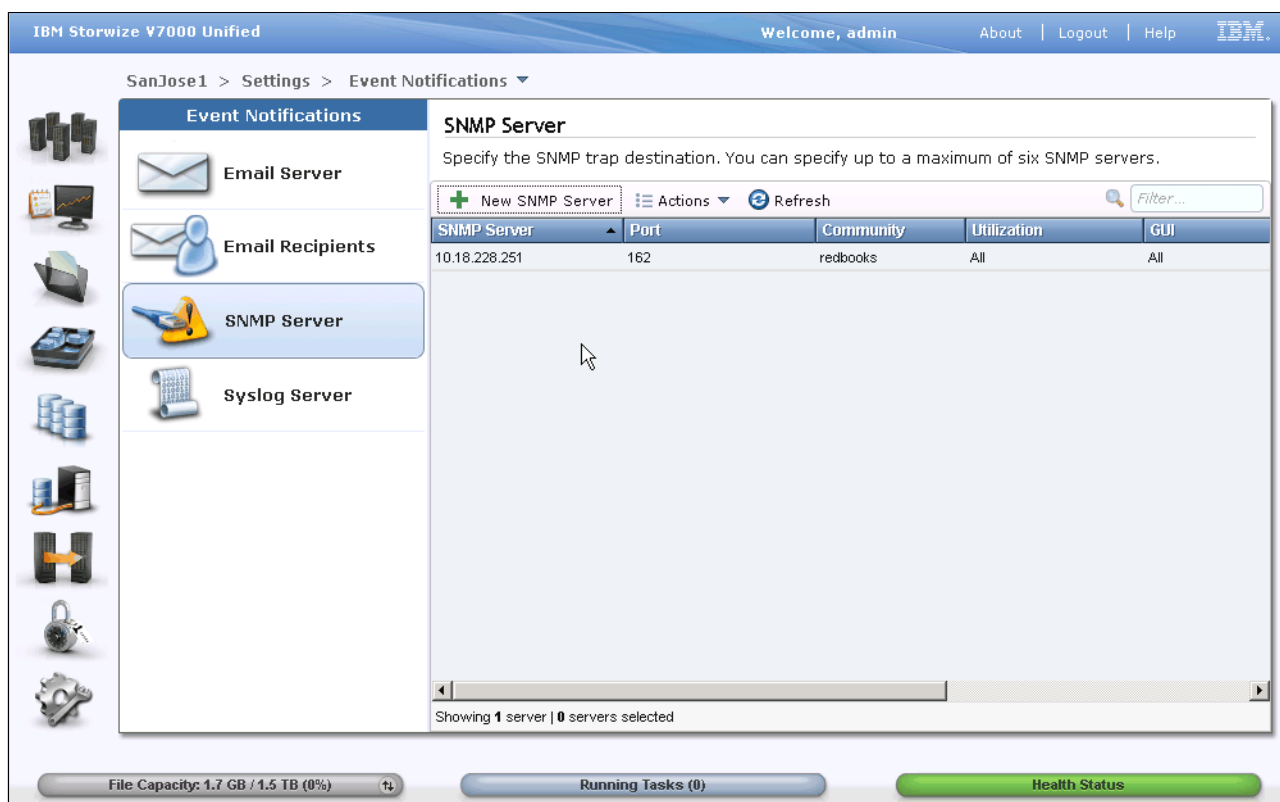 IBM Storwize V7000 Unified
Welcome, admin
About | Logout | Help
IBM.
SanJose1 > Settings > Event Notifications
Event Notifications
Email Server
Email Recipients
SNMP Server
Syslog Server
SNMP Server
Specify the SNMP trap destination. You can specify up to a maximum of six SNMP servers.
New SNMP Server Actions Refresh Filter...
SNMP Server Port Community Utilization GUI
10.18.228.251 162 redbooks All All
Showing 1 server | 0 servers selected
File Capacity: 1.7 GB / 1.5 TB (0%)
Running Tasks (0)
Health Status